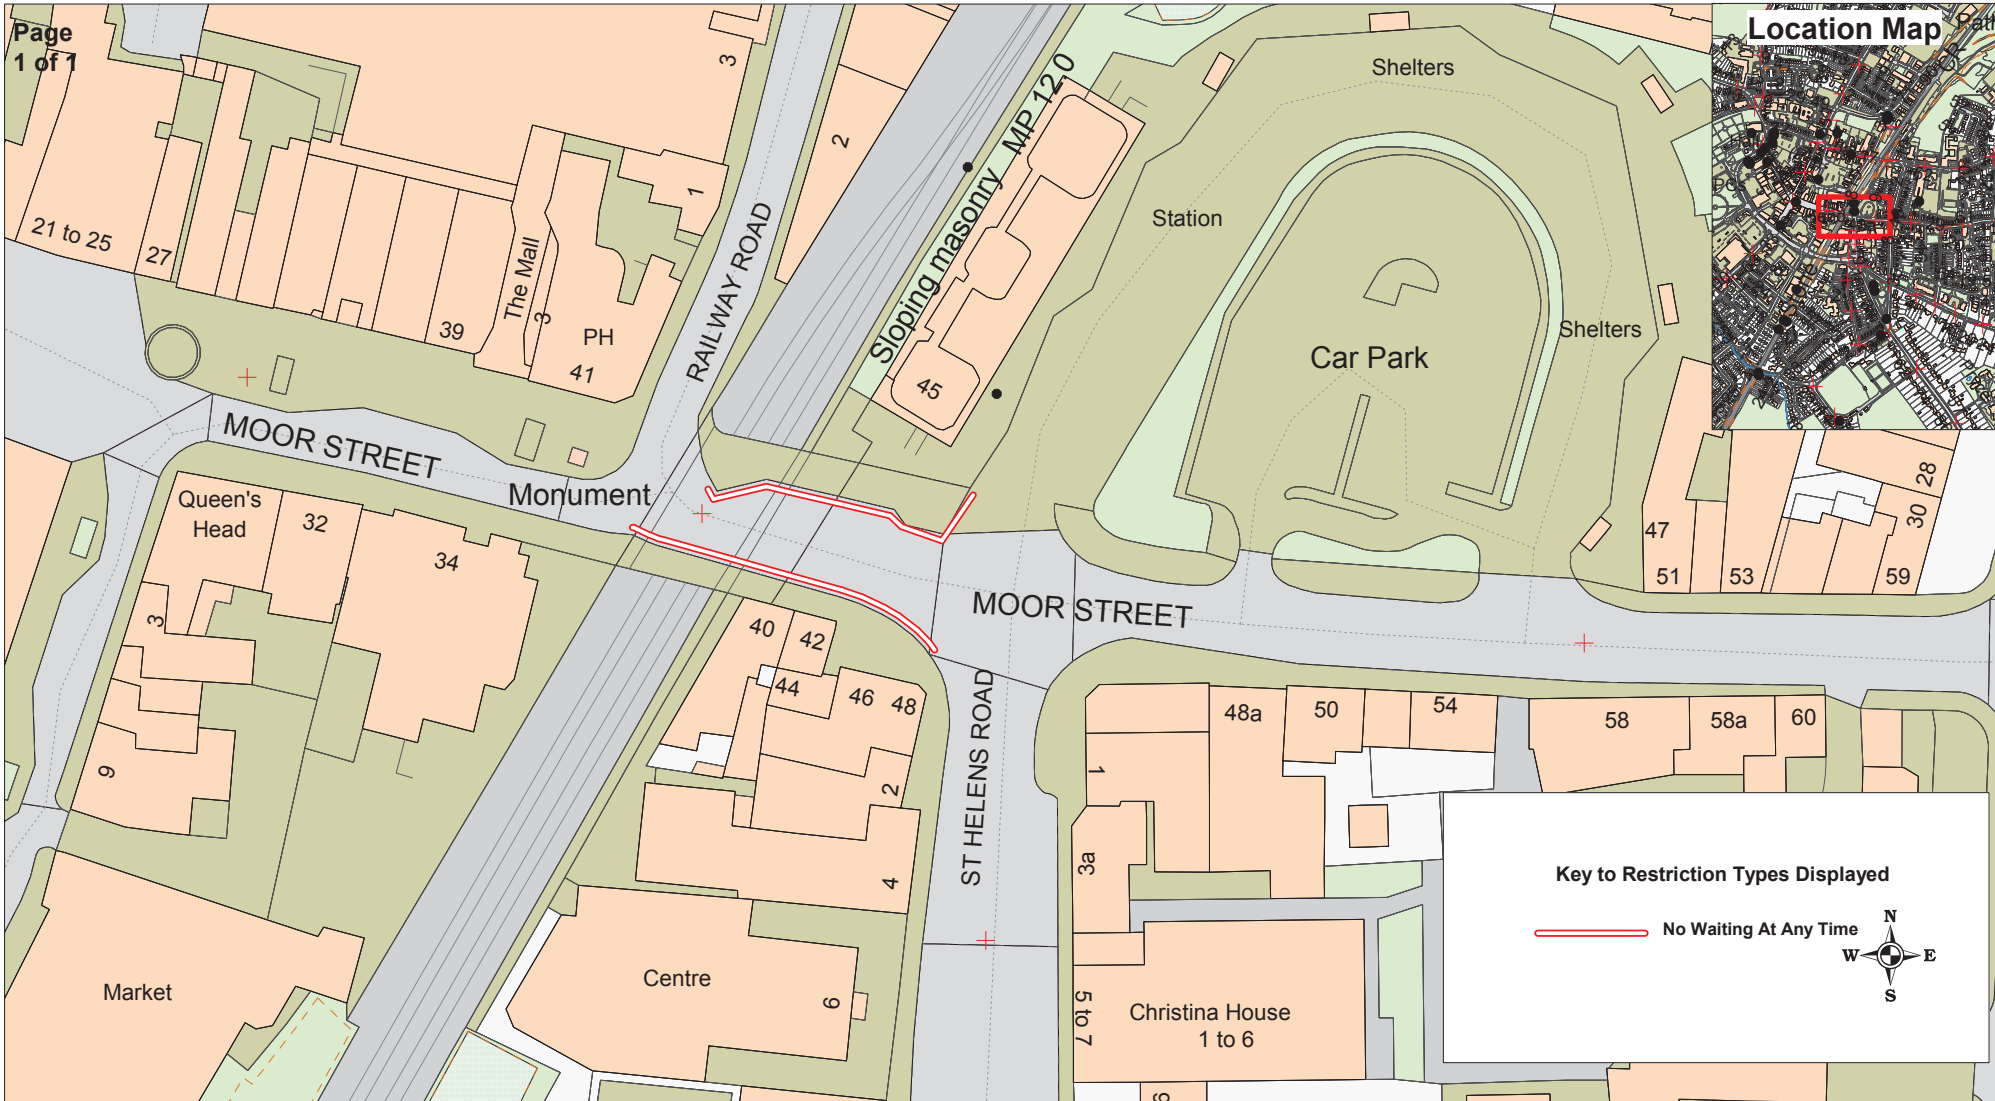 Page
1 of 1
Location Map
Path
Shelters
MP 12.0
3
2
1
21 to 25
27
The Mall
3
39
PH
41
RAILWAY ROAD
Sloping masonry
45
Station
Shelters
Car Park
MOOR STREET
Monument
Queen's
Head
32
34
3
9
40
42
44
46
48
2
4
MOOR STREET
ST HELENS ROAD
47
51
53
28
30
59
48a
50
54
58
58a
60
1
3a
5 to 7
Market
Centre
6
Christina House
1 to 6
9
Key to Restriction Types Displayed
No Waiting At Any Time
N
W
E
S